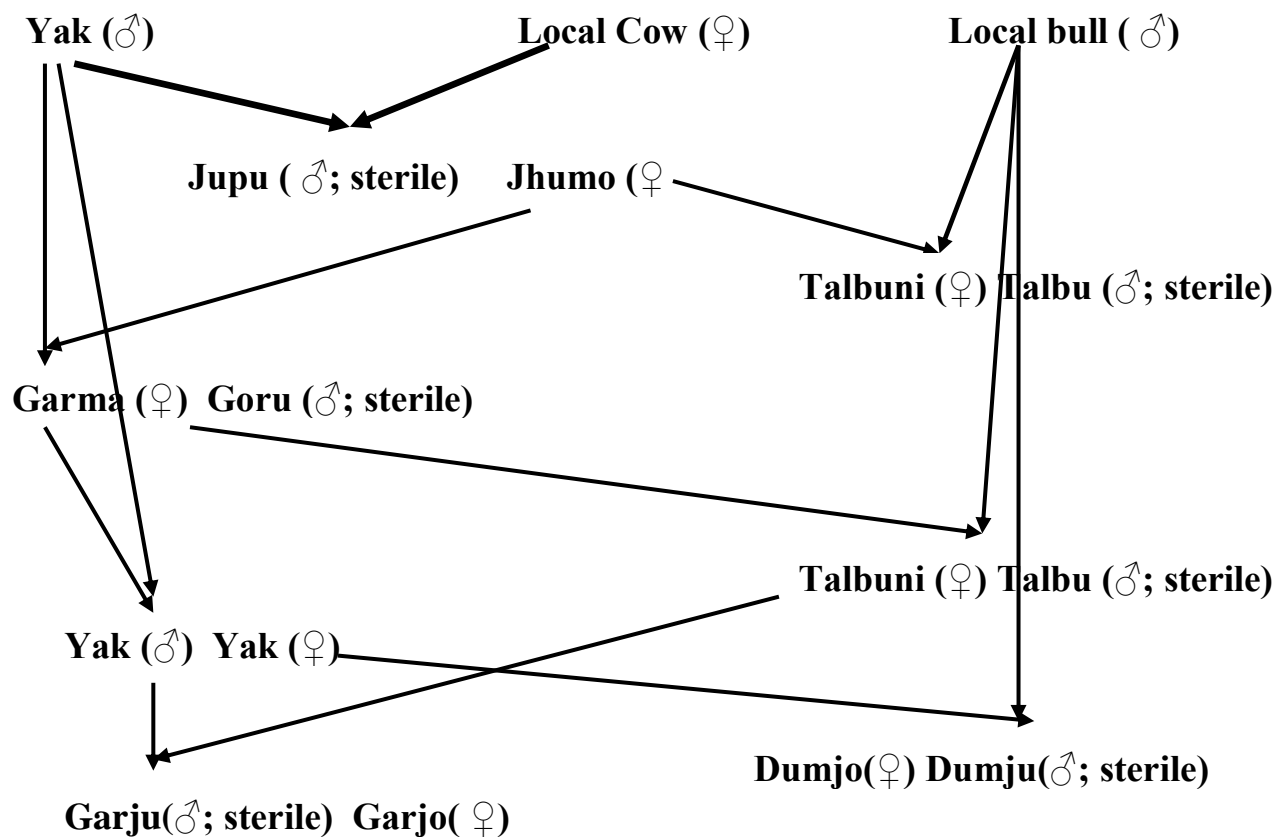 Yak (♂) Local Cow (♀) Local bull ( ♂)
Jupu ( ♂; sterile) Jhumo (♀
Talbuni (♀) Talbu (♂; sterile)
Garma (♀) Goru (♂; sterile)
Talbuni (♀) Talbu (♂; sterile)
Yak (♂) Yak (♀)
Dumjo(♀) Dumju(♂; sterile)
Garju(♂; sterile) Garjo( ♀)